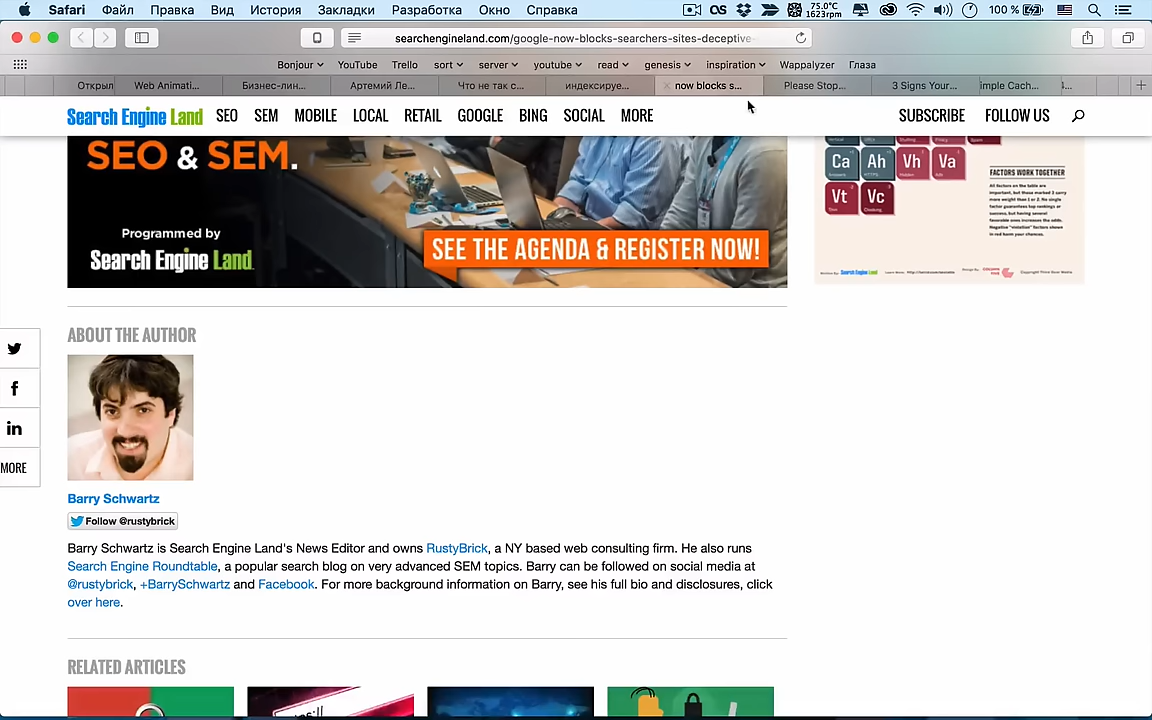 Safari Файл Правка Вид История Закладки Разработка Окно Справка 75.0°C 1623rpm 100 %
searchengineland.com/google-now-blocks-searchers-sites-deceptive-
Bonjour YouTube Trello sort server youtube read genesis inspiration Wappalyzer Глаза
Открыл Web Animati... Бизнес-лин... Артемий Ле... Что не так с... индексируе... now blocks s... Please Stop... 3 Signs Your... imple Cach...
Search Engine Land SEO SEM MOBILE LOCAL RETAIL GOOGLE BING SOCIAL MORE SUBSCRIBE FOLLOW US
SEO & SEM.
Programmed by
Search Engine Land
SEE THE AGENDA & REGISTER NOW!
Ca Ah Vh Va
Vt Vc
FACTORS WORK TOGETHER
ABOUT THE AUTHOR
MORE
Barry Schwartz
Follow @rustybrick
Barry Schwartz is Search Engine Land's News Editor and owns RustyBrick, a NY based web consulting firm. He also runs
Search Engine Roundtable, a popular search blog on very advanced SEM topics. Barry can be followed on social media at
@rustybrick, +BarrySchwartz and Facebook. For more background information on Barry, see his full bio and disclosures, click
over here.
RELATED ARTICLES